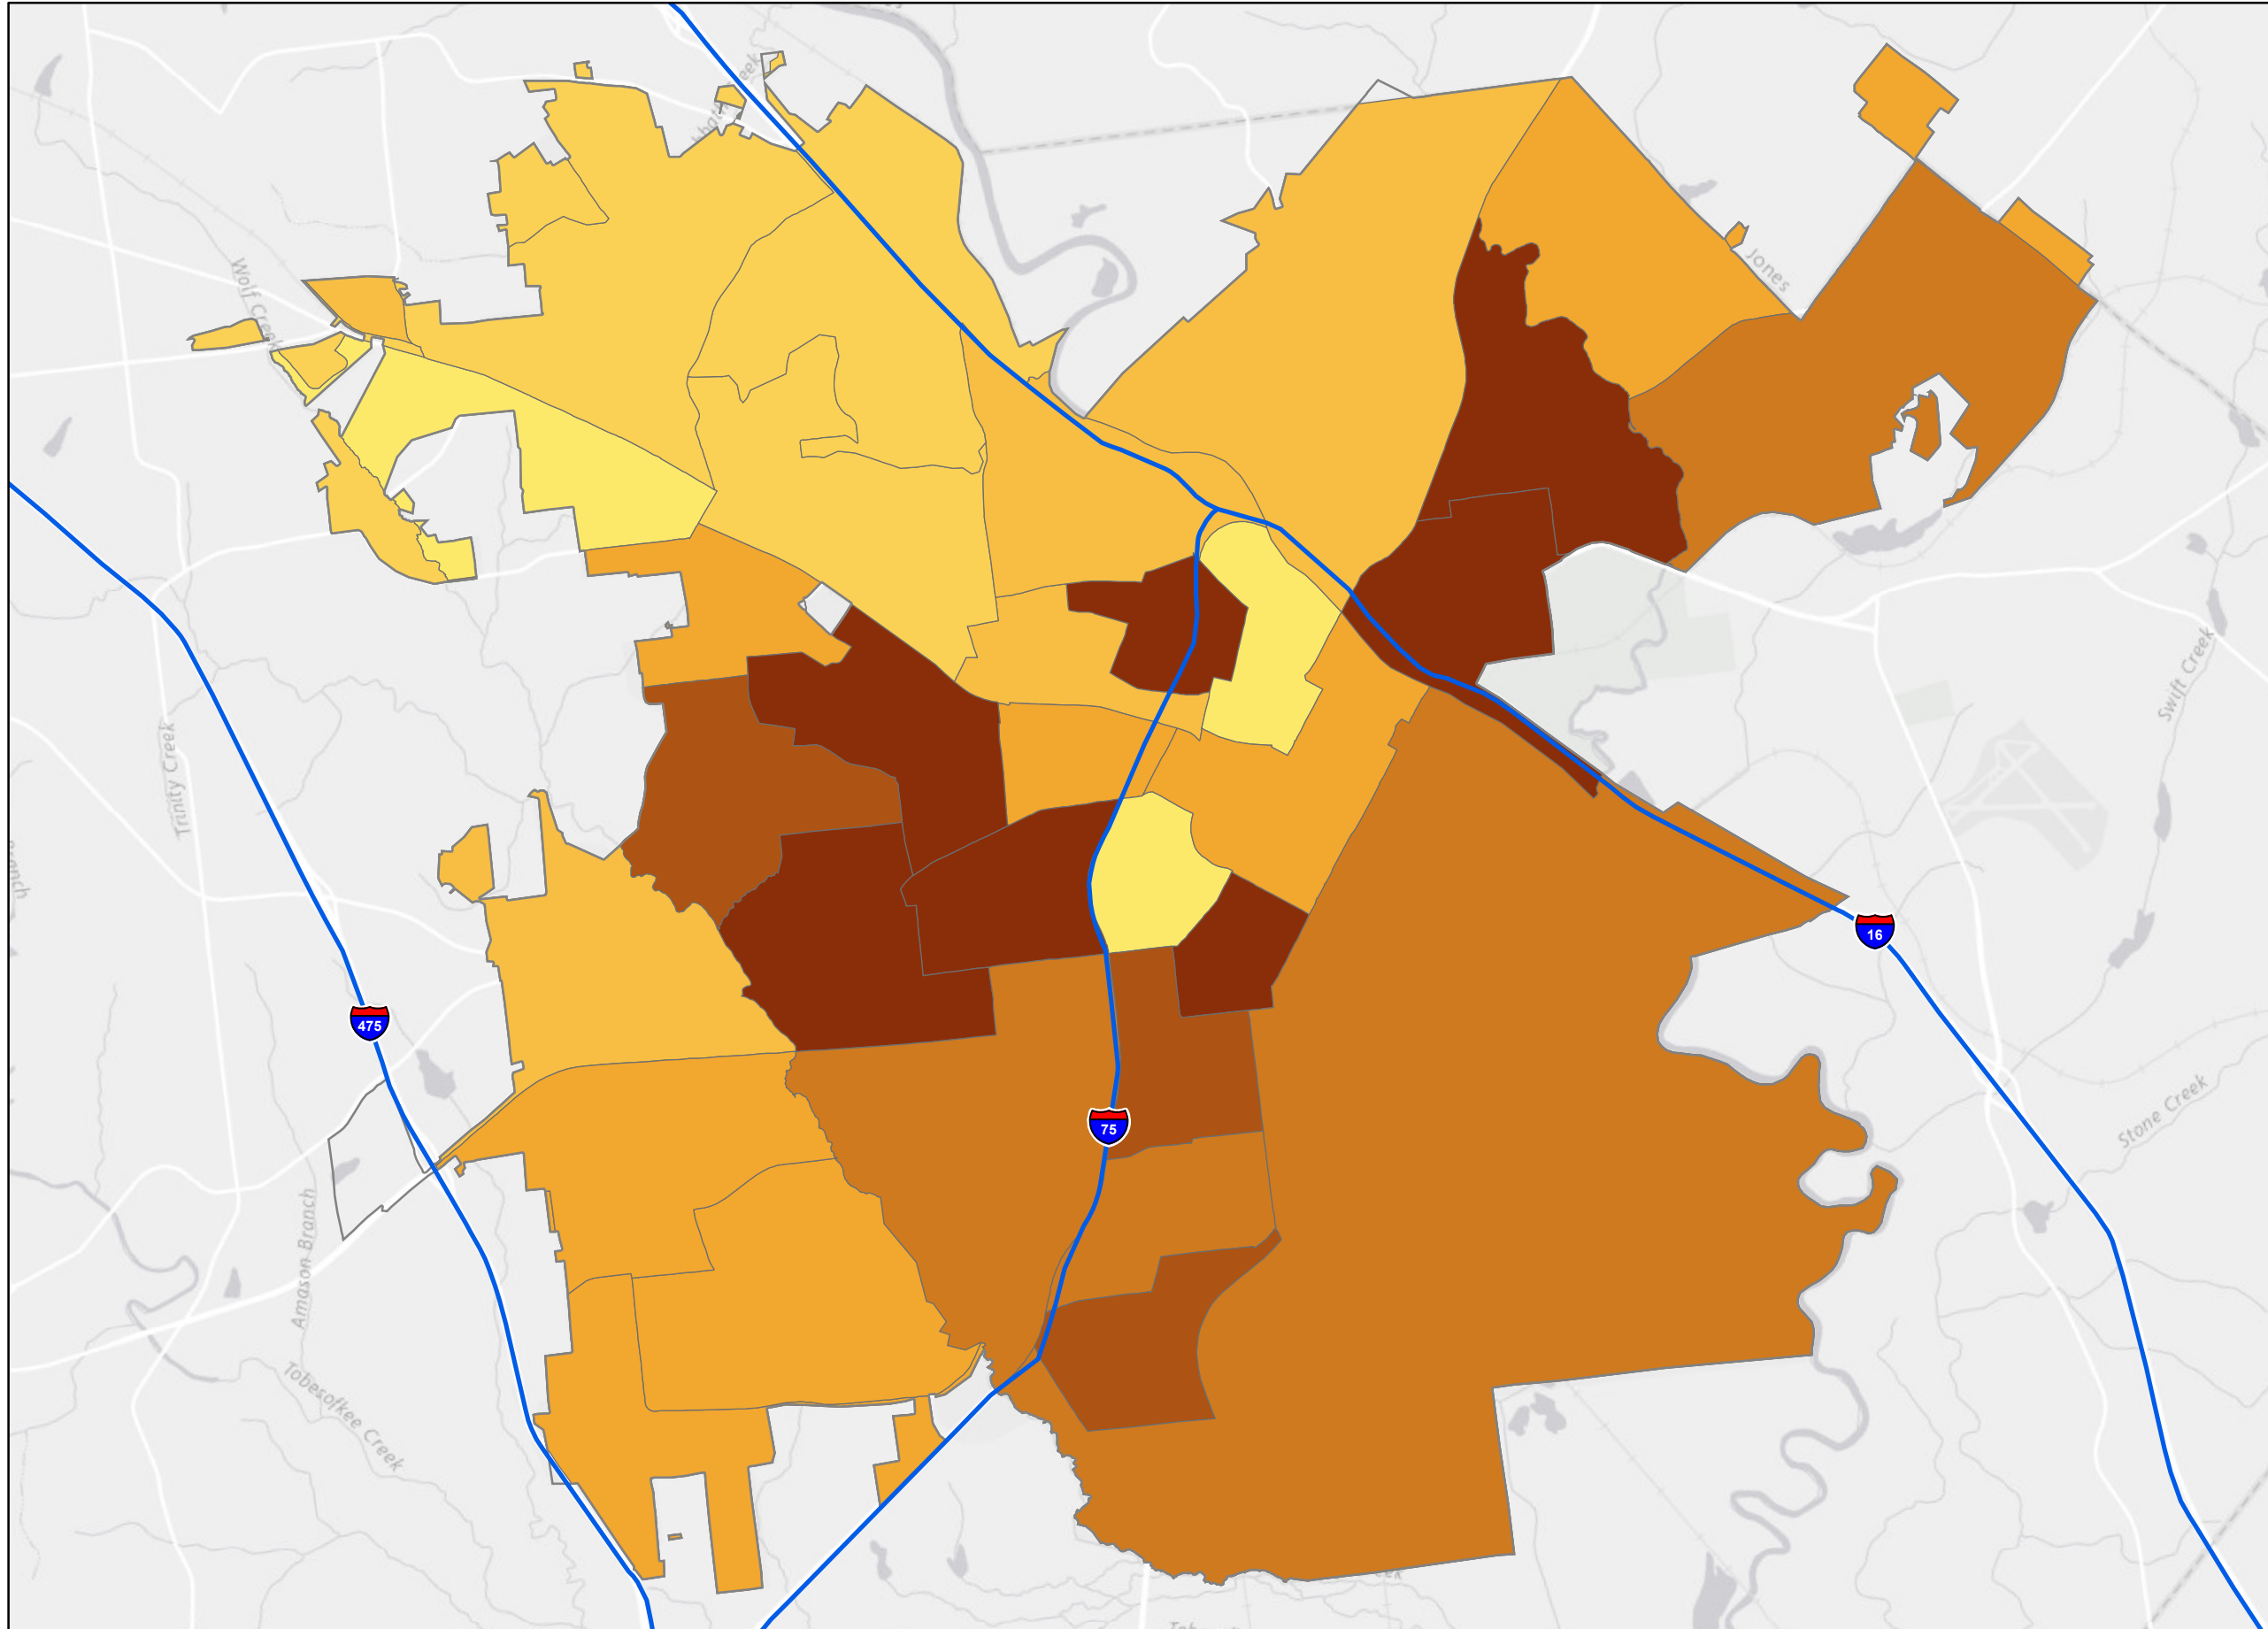 Wolf Creek
Jones
Trinity Creek
Swift Creek
16
475
75
Stone Creek
Amason Branch
Tobesofkee Creek